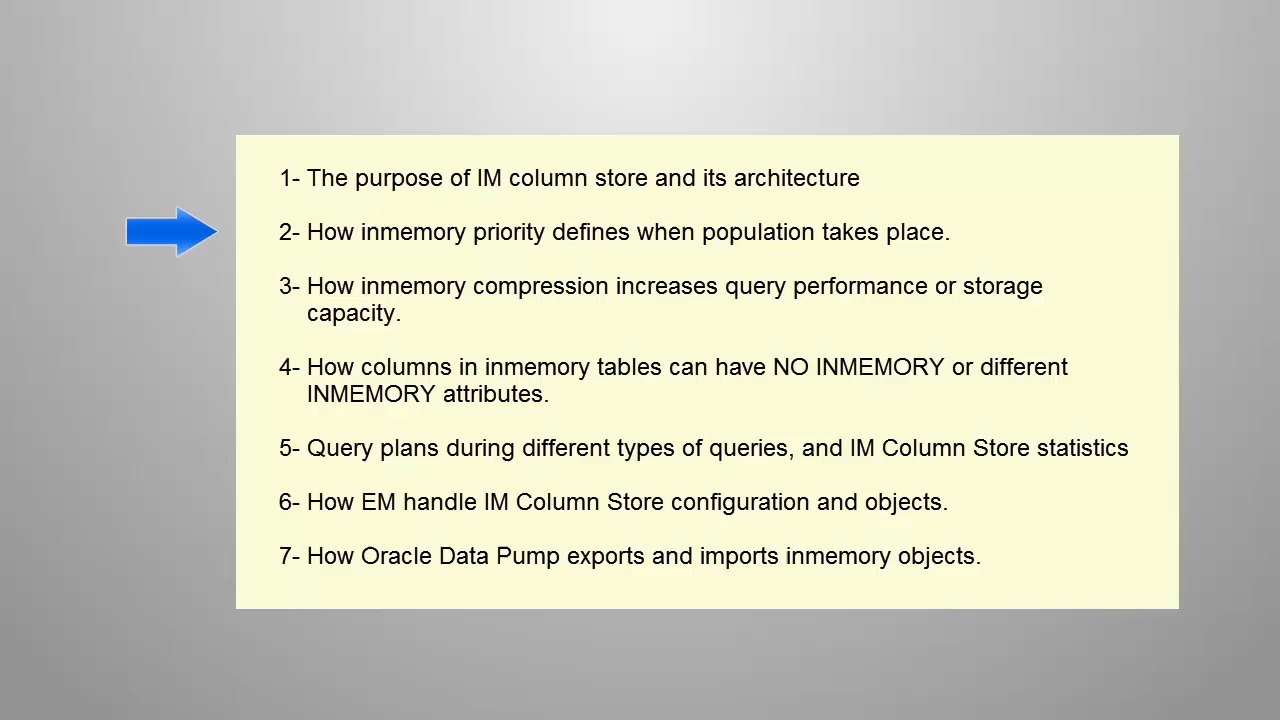 1- The purpose of IM column store and its architecture
2- How inmemory priority defines when population takes place.
3- How inmemory compression increases query performance or storage
capacity.
4- How columns in inmemory tables can have NO INMEMORY or different
INMEMORY attributes.
5- Query plans during different types of queries, and IM Column Store statistics
6- How EM handle IM Column Store configuration and objects.
7- How Oracle Data Pump exports and imports inmemory objects.